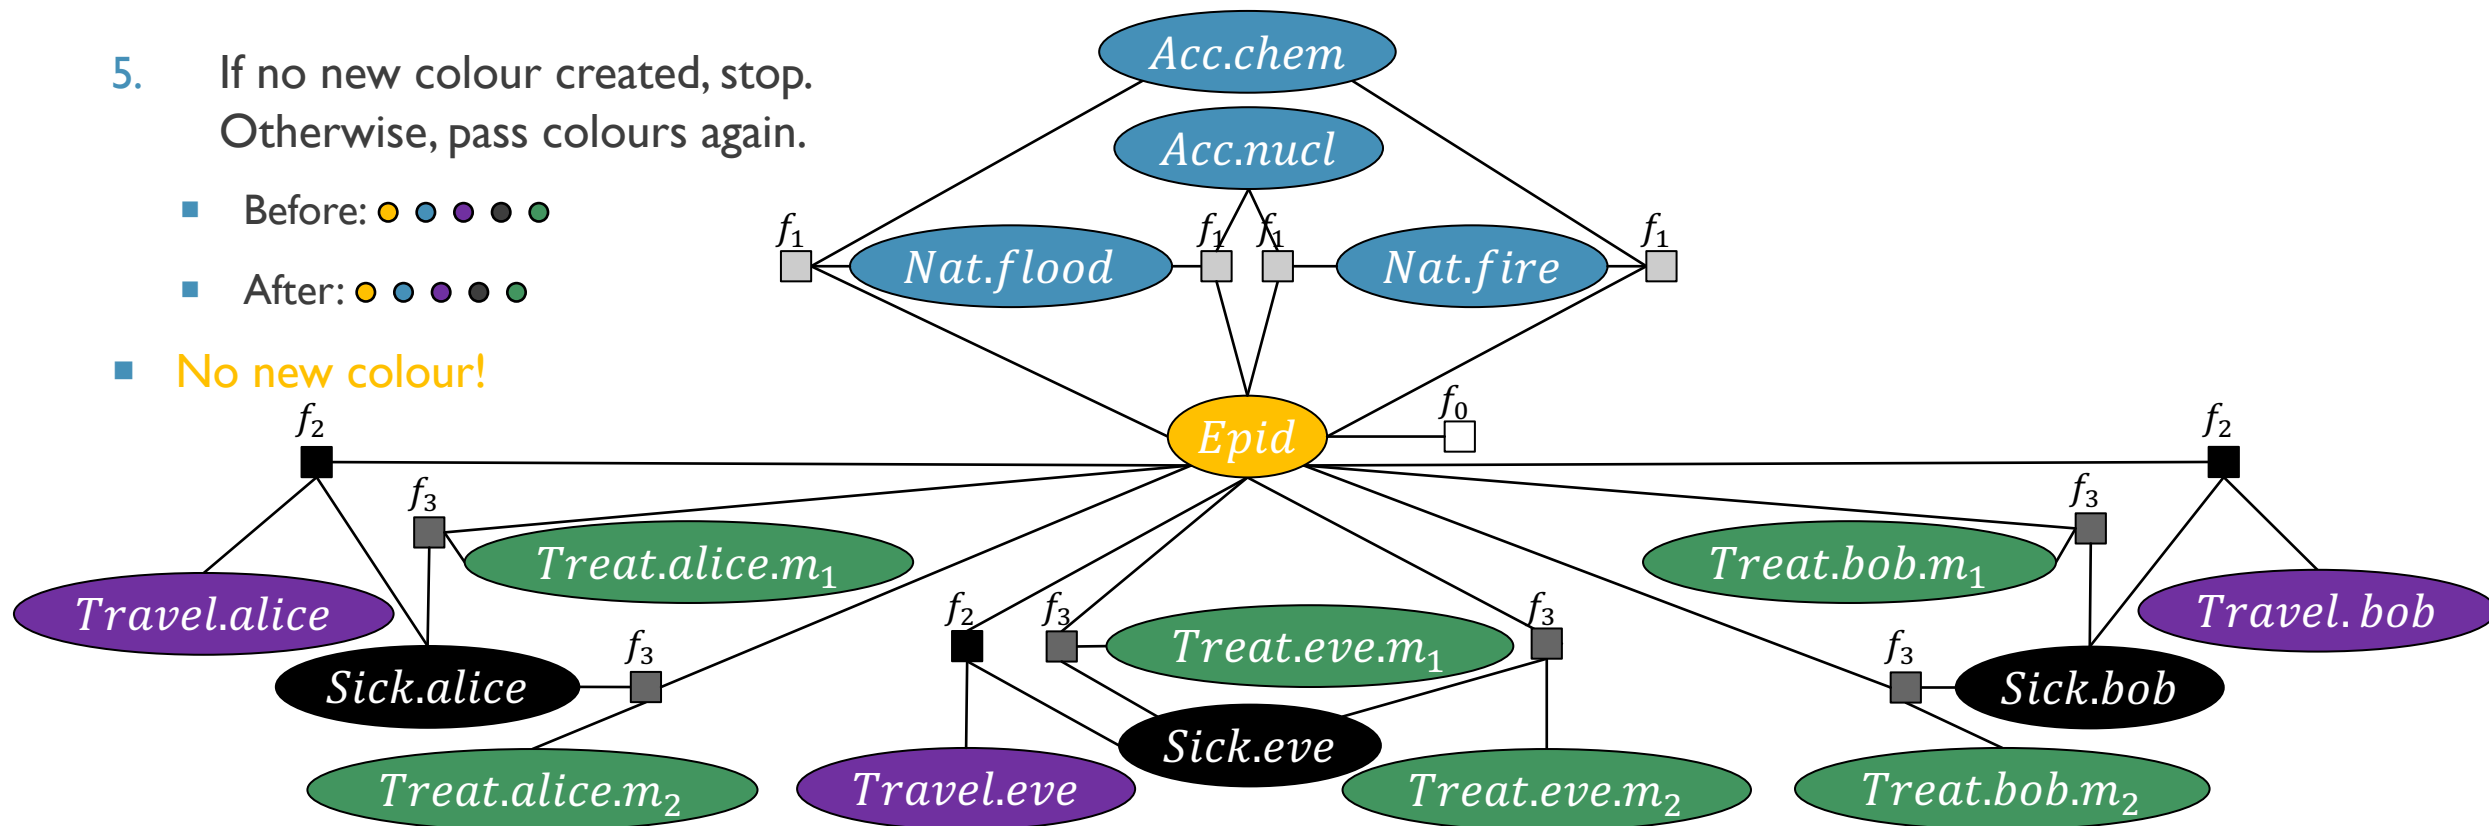 5. If no new colour created, stop.
Otherwise, pass colours again.
Before:
After:
No new colour!
Acc.chem
Acc.nucl
f₁
f₁
f₁
f₁
Nat.flood
Nat.fire
Epid
f₀
f₂
f₂
f₃
f₃
Treat.alice.m₁
Treat.bob.m₁
Travel.alice
f₂
f₃
f₃
Travel. bob
Treat.eve.m₁
f₃
f₃
Sick.alice
Sick.bob
Sick.eve
Treat.alice.m₂
Travel.eve
Treat.eve.m₂
Treat.bob.m₂